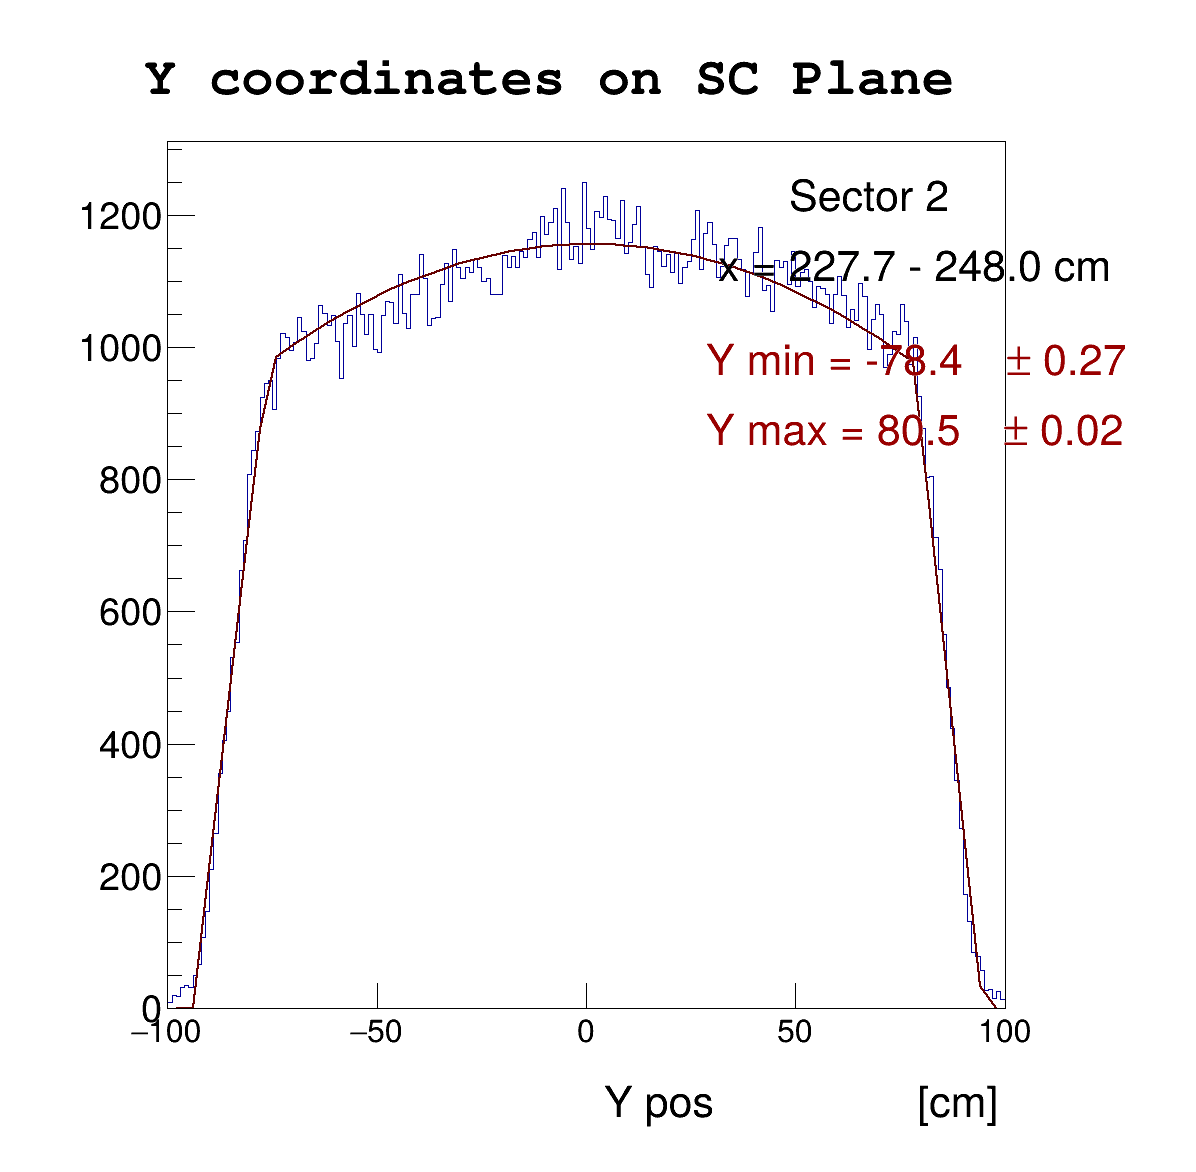 Y coordinates on SC Plane
Sector 2
x = 227.7 - 248.0 cm
Y min = -78.4 ± 0.27
Y max = 80.5 ± 0.02
1200
1000
800
600
400
200
0
−100 −50 0 50 100
Y pos [cm]